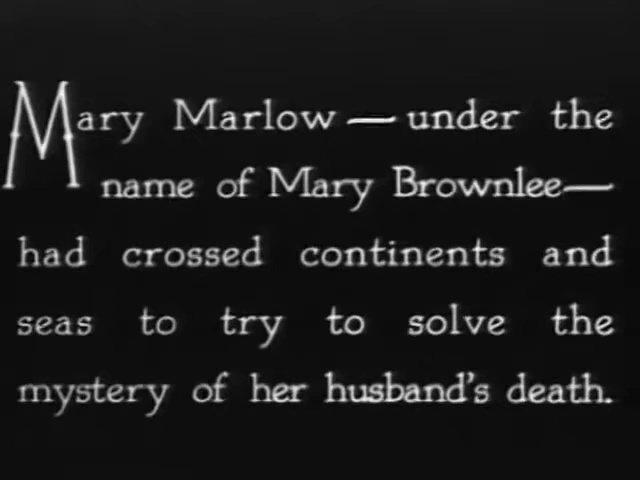 Mary Marlow — under the
name of Mary Brownlee—
had crossed continents and
seas to try to solve the
mystery of her husband's death.